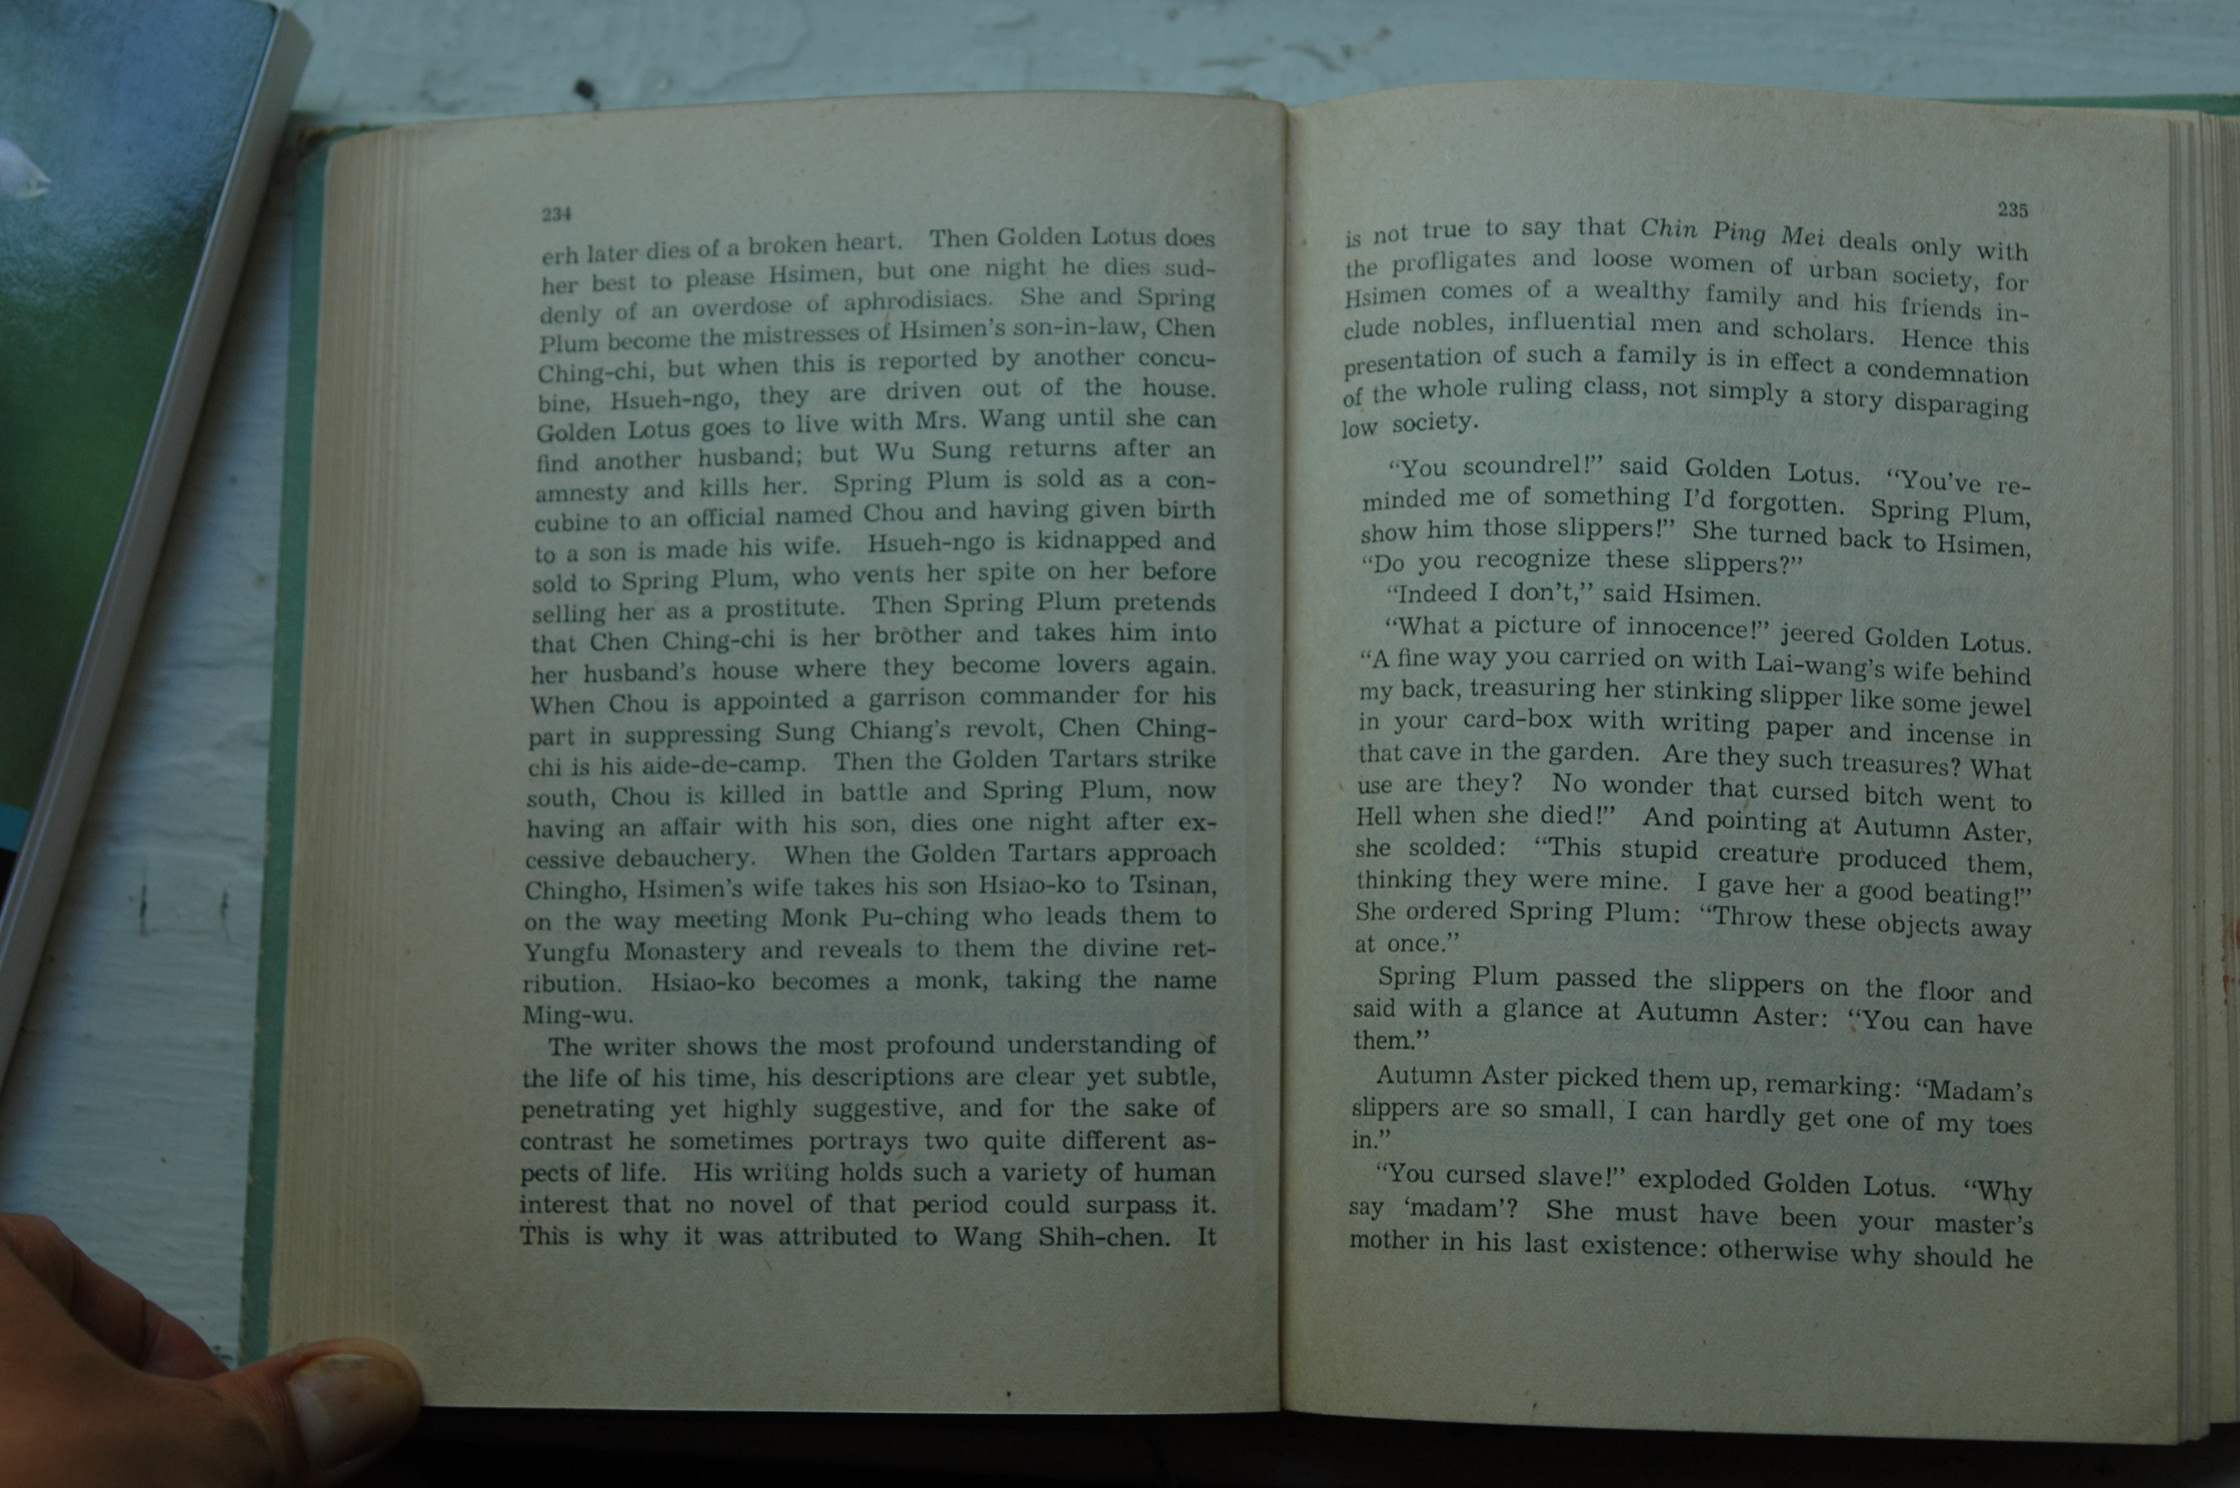 234
erh later dies of a broken heart. Then Golden Lotus does
her best to please Hsimen, but one night he dies sud-
denly of an overdose of aphrodisiacs. She and Spring
Plum become the mistresses of Hsimen's son-in-law, Chen
Ching-chi, but when this is reported by another concu-
bine, Hsueh-ngo, they are driven out of the house.
Golden Lotus goes to live with Mrs. Wang until she can
find another husband; but Wu Sung returns after an
amnesty and kills her. Spring Plum is sold as a con-
cubine to an official named Chou and having given birth
to a son is made his wife. Hsueh-ngo is kidnapped and
sold to Spring Plum, who vents her spite on her before
selling her as a prostitute. Then Spring Plum pretends
that Chen Ching-chi is her brother and takes him into
her husband's house where they become lovers again.
When Chou is appointed a garrison commander for his
part in suppressing Sung Chiang's revolt, Chen Ching-
chi is his aide-de-camp. Then the Golden Tartars strike
south, Chou is killed in battle and Spring Plum, now
having an affair with his son, dies one night after ex-
cessive debauchery. When the Golden Tartars approach
Chingho, Hsimen's wife takes his son Hsiao-ko to Tsinan,
on the way meeting Monk Pu-ching who leads them to
Yungfu Monastery and reveals to them the divine ret-
ribution. Hsiao-ko becomes a monk, taking the name
Ming-wu.
The writer shows the most profound understanding of
the life of his time, his descriptions are clear yet subtle,
penetrating yet highly suggestive, and for the sake of
contrast he sometimes portrays two quite different as-
pects of life. His writing holds such a variety of human
interest that no novel of that period could surpass it.
This is why it was attributed to Wang Shih-chen. It
235
is not true to say that Chin Ping Mei deals only with
the profligates and loose women of urban society, for
Hsimen comes of a wealthy family and his friends in-
clude nobles, influential men and scholars. Hence this
presentation of such a family is in effect a condemnation
of the whole ruling class, not simply a story disparaging
low society.
"You scoundrel!" said Golden Lotus. "You've re-
minded me of something I'd forgotten. Spring Plum,
show him those slippers!" She turned back to Hsimen,
"Do you recognize these slippers?"
"Indeed I don't," said Hsimen.
"What a picture of innocence!" jeered Golden Lotus.
"A fine way you carried on with Lai-wang's wife behind
my back, treasuring her stinking slipper like some jewel
in your card-box with writing paper and incense in
that cave in the garden. Are they such treasures? What
use are they? No wonder that cursed bitch went to
Hell when she died!" And pointing at Autumn Aster,
she scolded: "This stupid creature produced them,
thinking they were mine. I gave her a good beating!"
She ordered Spring Plum: "Throw these objects away
at once."
Spring Plum passed the slippers on the floor and
said with a glance at Autumn Aster: "You can have
them."
Autumn Aster picked them up, remarking: "Madam's
slippers are so small, I can hardly get one of my toes
in."
"You cursed slave!" exploded Golden Lotus. "Why
say 'madam'? She must have been your master's
mother in his last existence: otherwise why should he